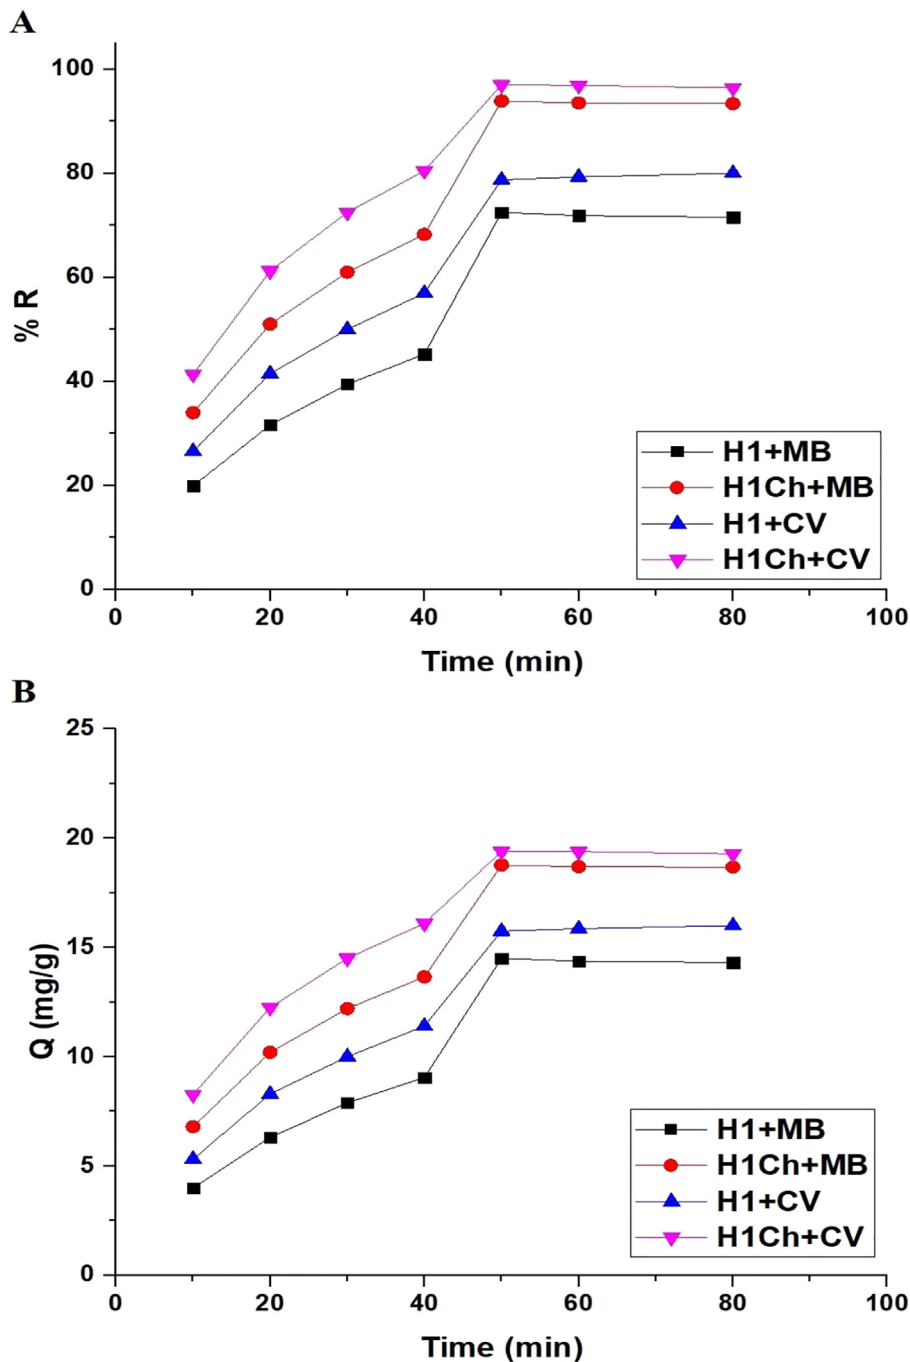 A
100
80
60
40
20
0
% R
H1+MB
H1Ch+MB
H1+CV
H1Ch+CV
0 20 40 60 80 100
Time (min)
B
25
20
15
10
5
0
Q (mg/g)
H1+MB
H1Ch+MB
H1+CV
H1Ch+CV
0 20 40 60 80 100
Time (min)